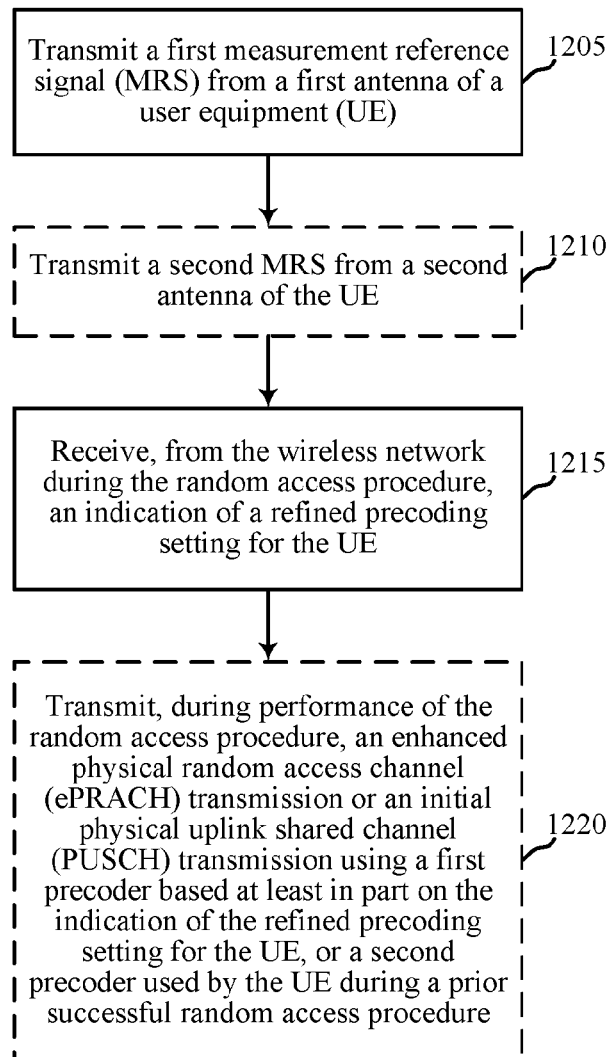 Transmit a first measurement reference
signal (MRS) from a first antenna of a
user equipment (UE)
1205
Transmit a second MRS from a second
antenna of the UE
1210
Receive, from the wireless network
during the random access procedure,
an indication of a refined precoding
setting for the UE
1215
Transmit, during performance of the
random access procedure, an enhanced
physical random access channel
(ePRACH) transmission or an initial
physical uplink shared channel
(PUSCH) transmission using a first
precoder based at least in part on the
indication of the refined precoding
setting for the UE, or a second
precoder used by the UE during a prior
successful random access procedure
1220